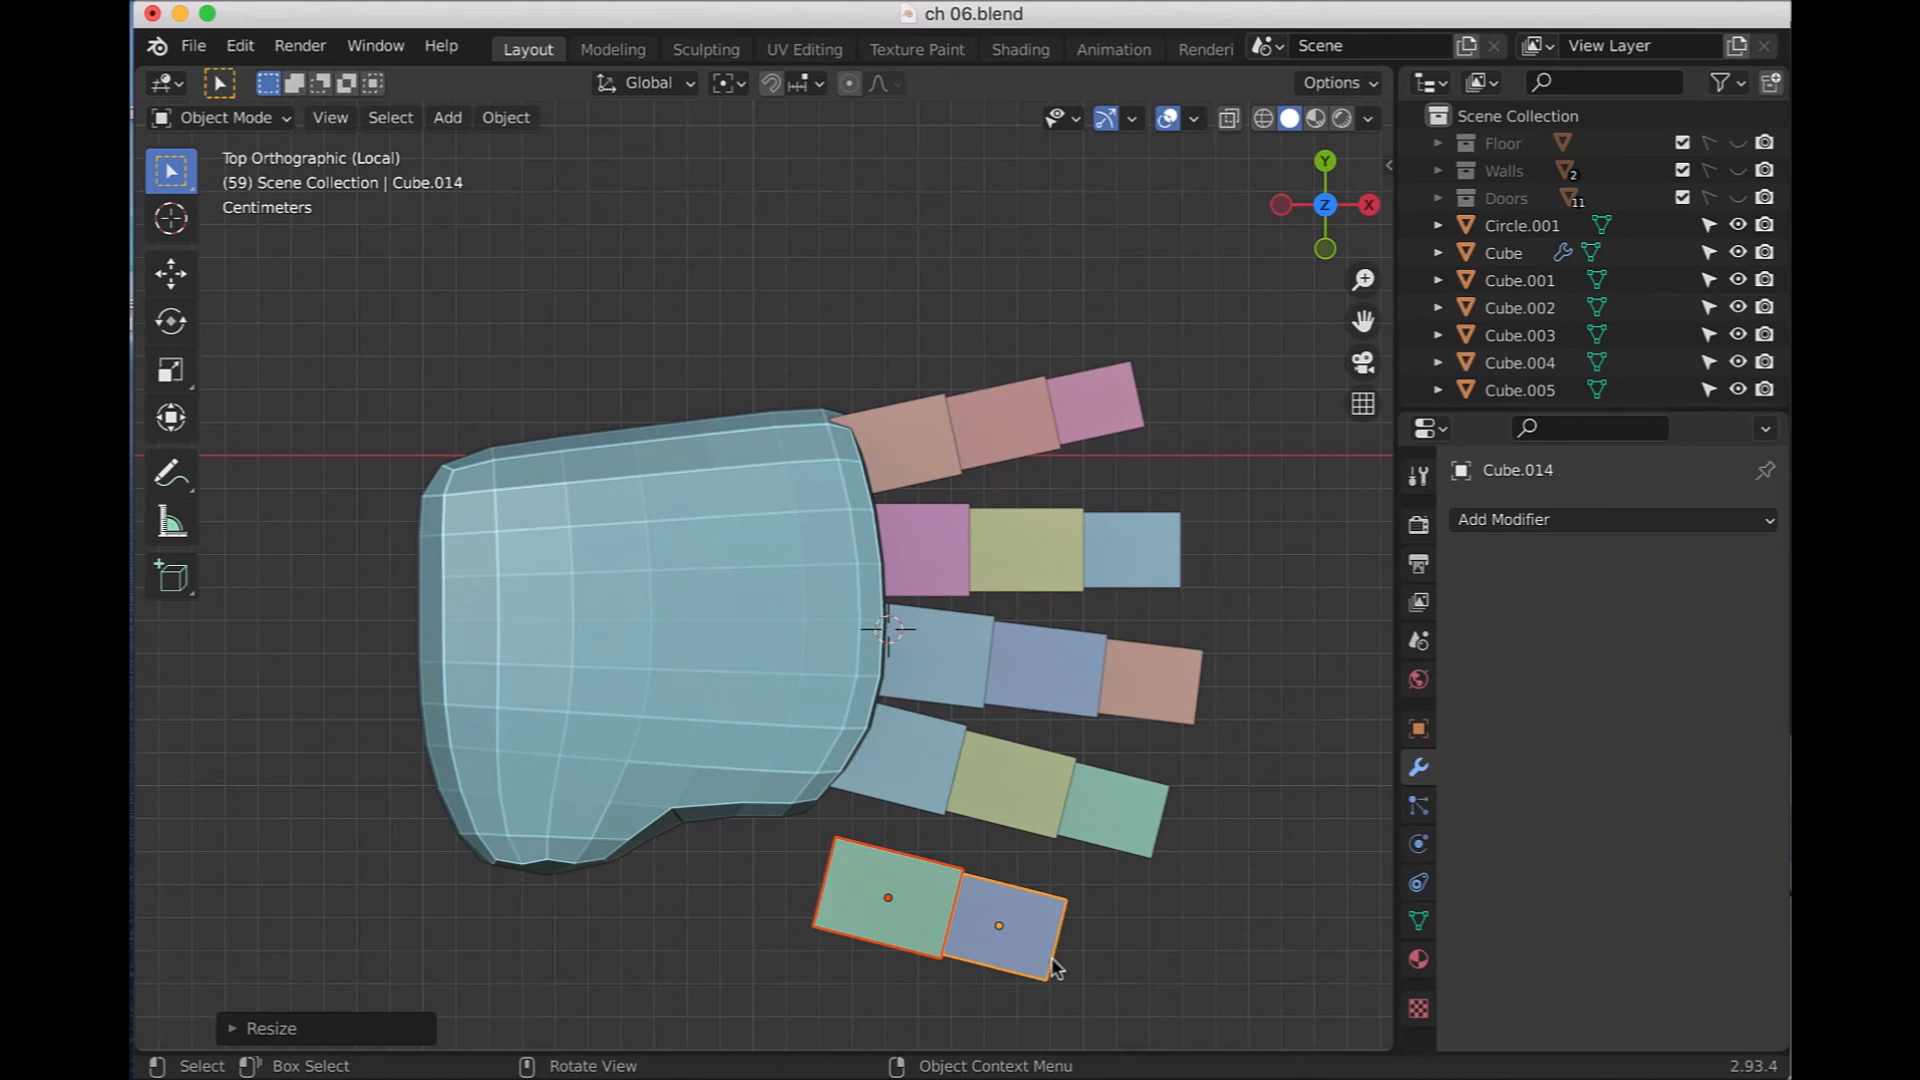 ch 06.blend
File Edit Render Window Help Layout Modeling Sculpting UV Editing Texture Paint Shading Animation Renderi Scene View Layer
Global Options
Object Mode View Select Add Object
Top Orthographic (Local)
(59) Scene Collection | Cube.014
Centimeters
Y
Z
X
Scene Collection
Floor
Walls 2
Doors 11
Circle.001
Cube
Cube.001
Cube.002
Cube.003
Cube.004
Cube.005
Cube.014
Add Modifier
Resize
Select Box Select Rotate View Object Context Menu 2.93.4